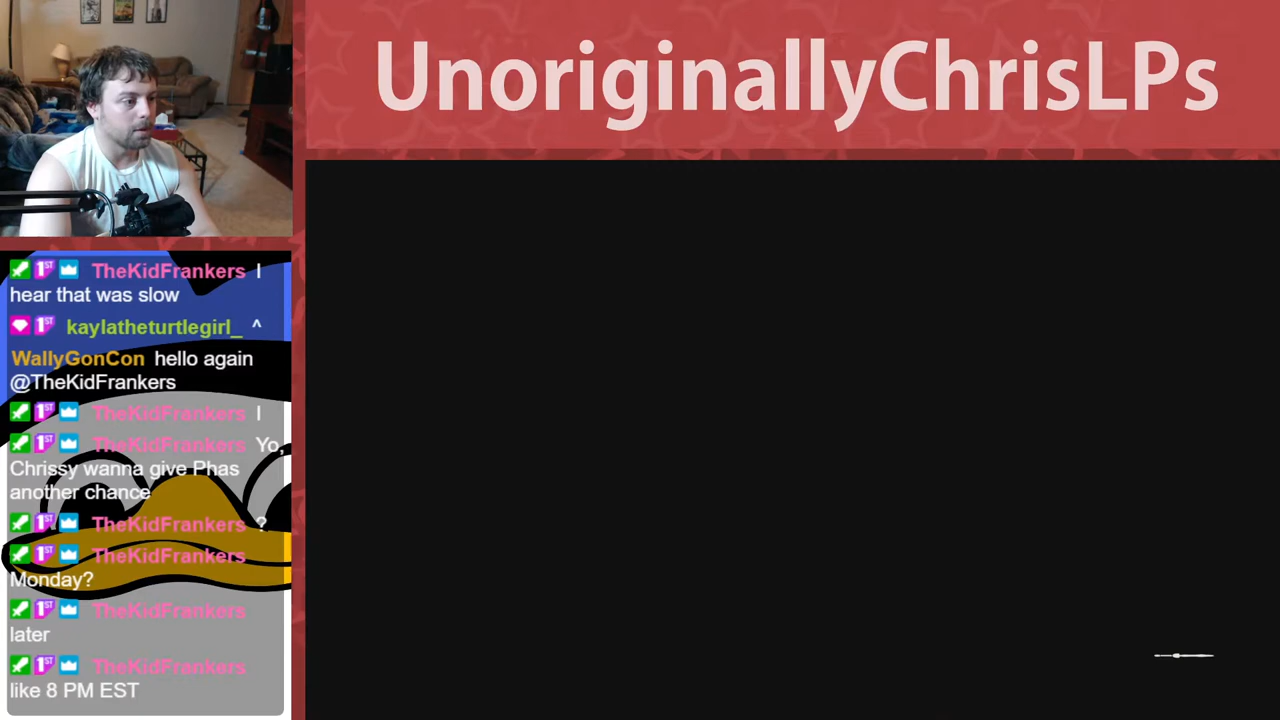 UnoriginallyChrisLPs
TheKidFrankers I
hear that was slow
kaylatheturtlegirl_ ^
WallyGonCon hello again
@TheKidFrankers
TheKidFrankers I
TheKidFrankers Yo,
Chrissy wanna give Phas
another chance
TheKidFrankers ?
TheKidFrankers
Monday?
TheKidFrankers
later
TheKidFrankers
like 8 PM EST